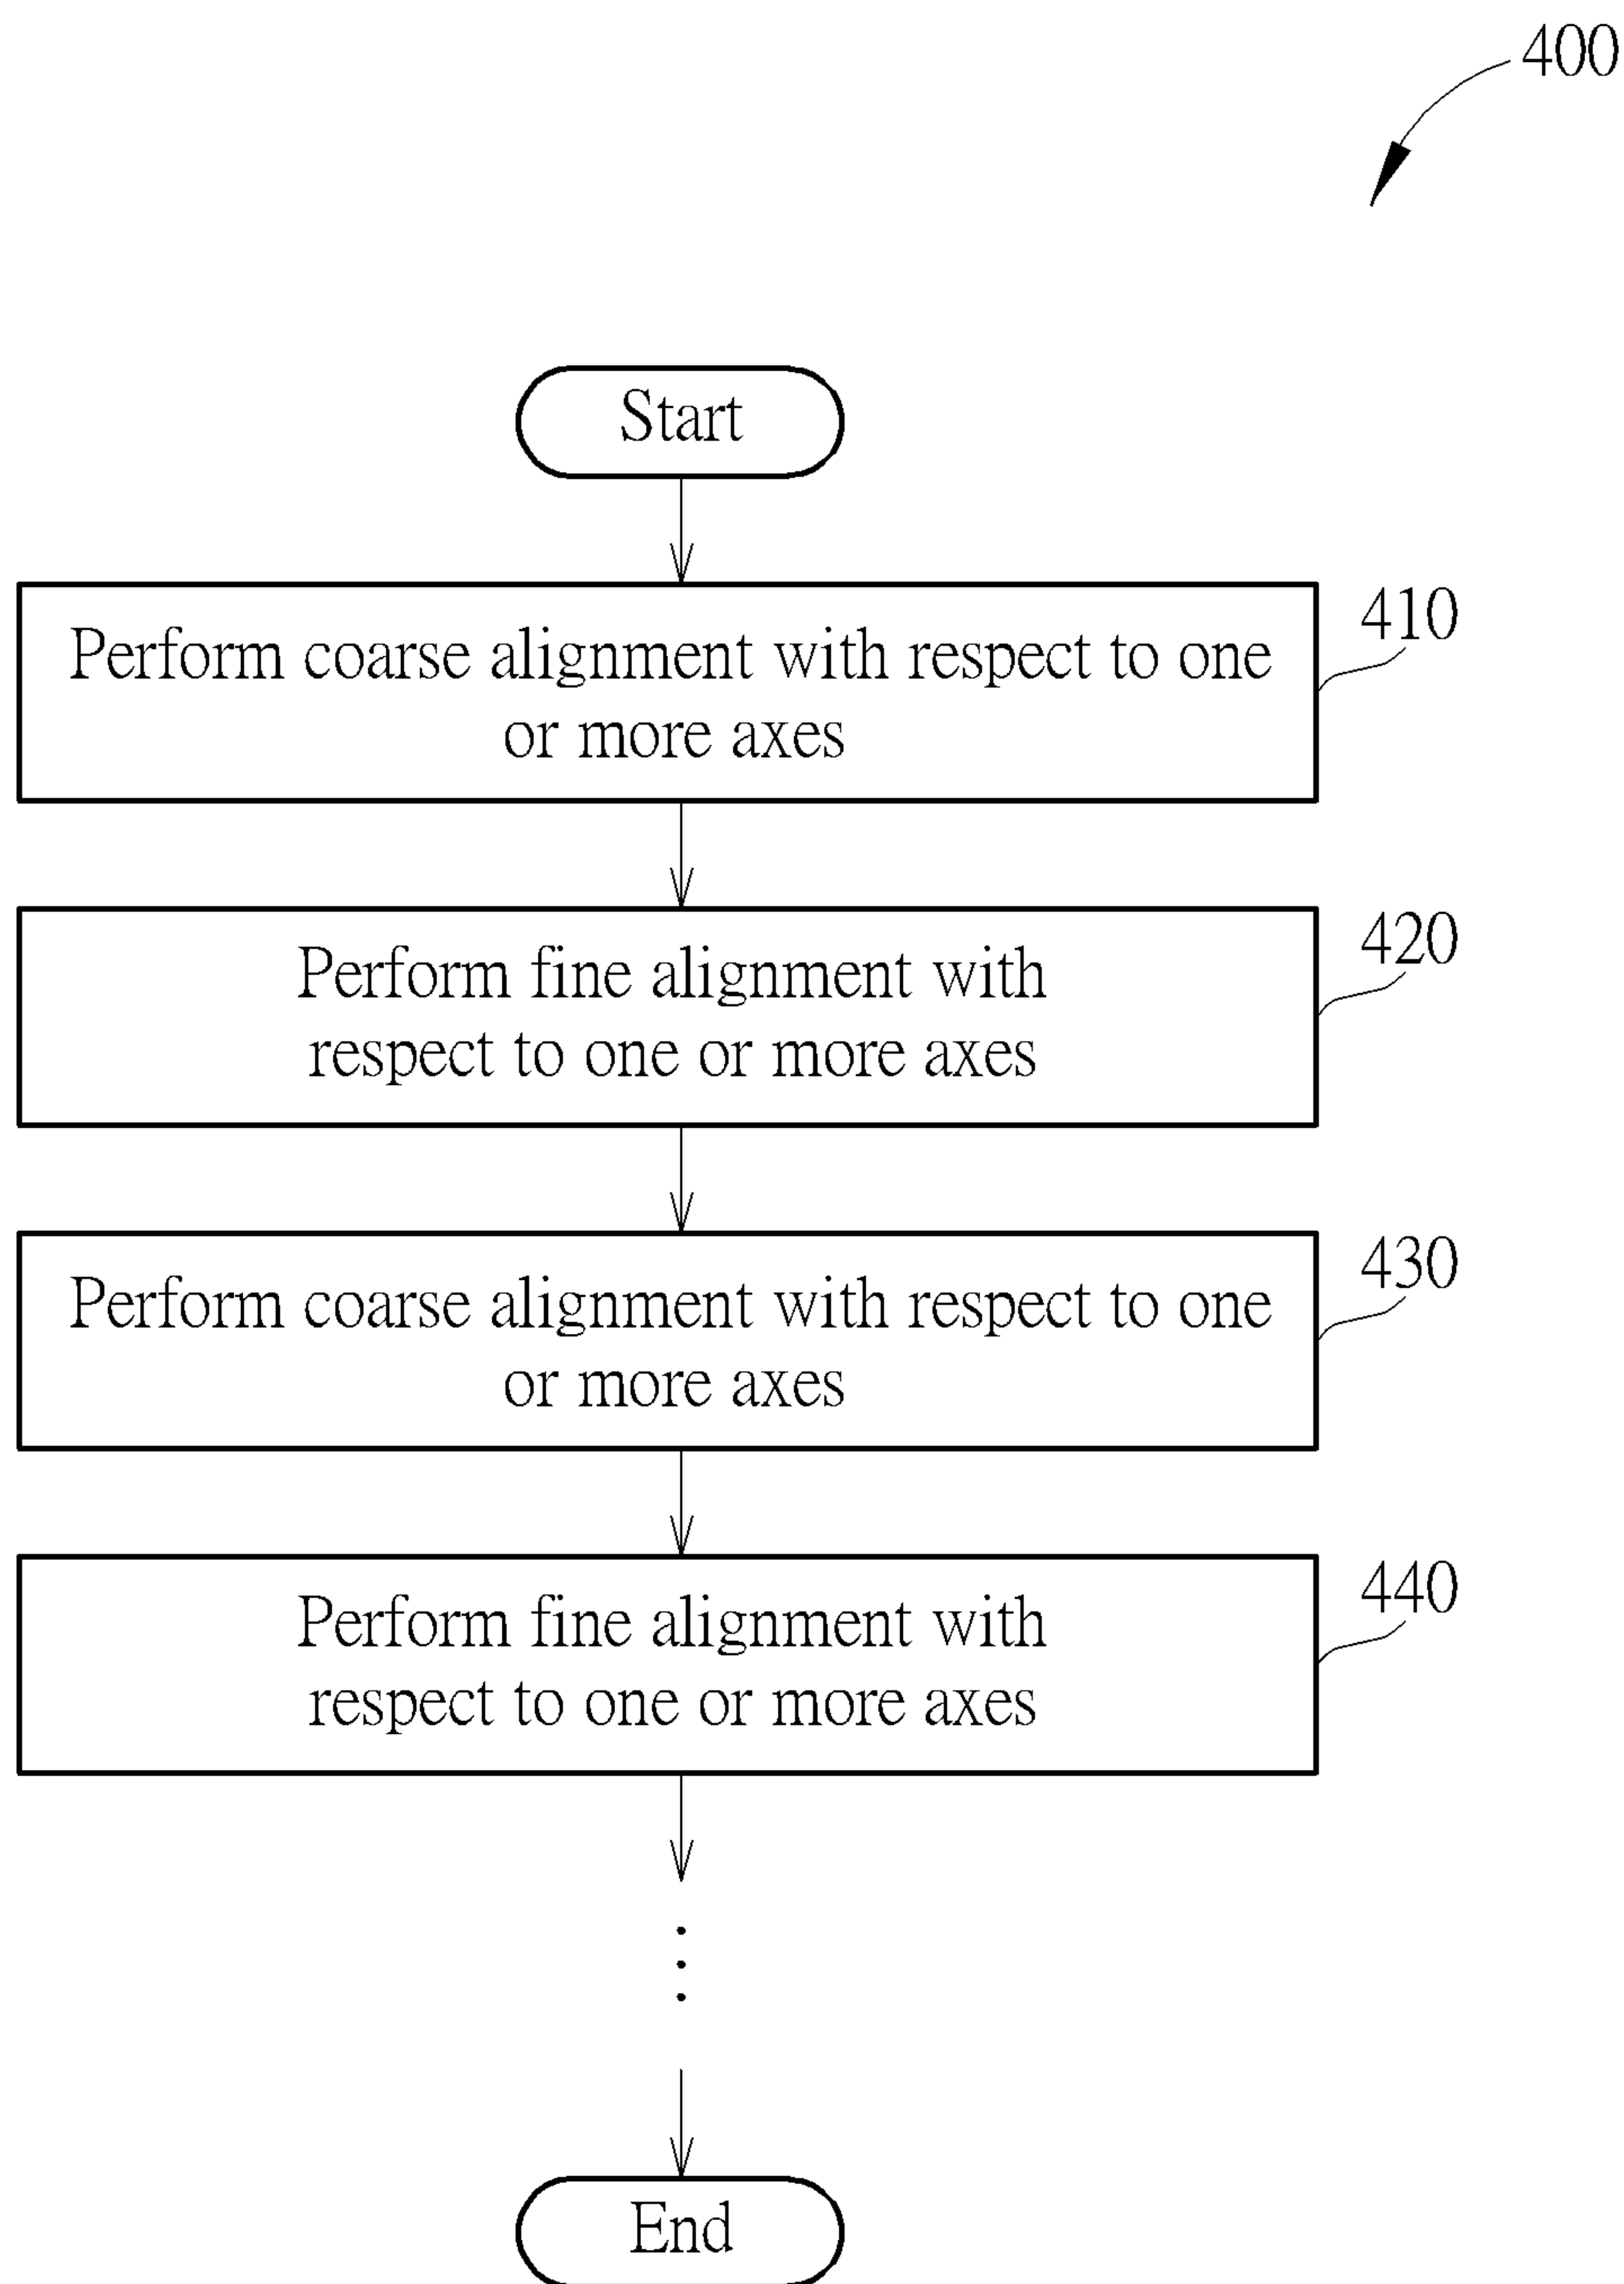 400
Start
Perform coarse alignment with respect to one
or more axes
410
Perform fine alignment with
respect to one or more axes
420
Perform coarse alignment with respect to one
or more axes
430
Perform fine alignment with
respect to one or more axes
440
End